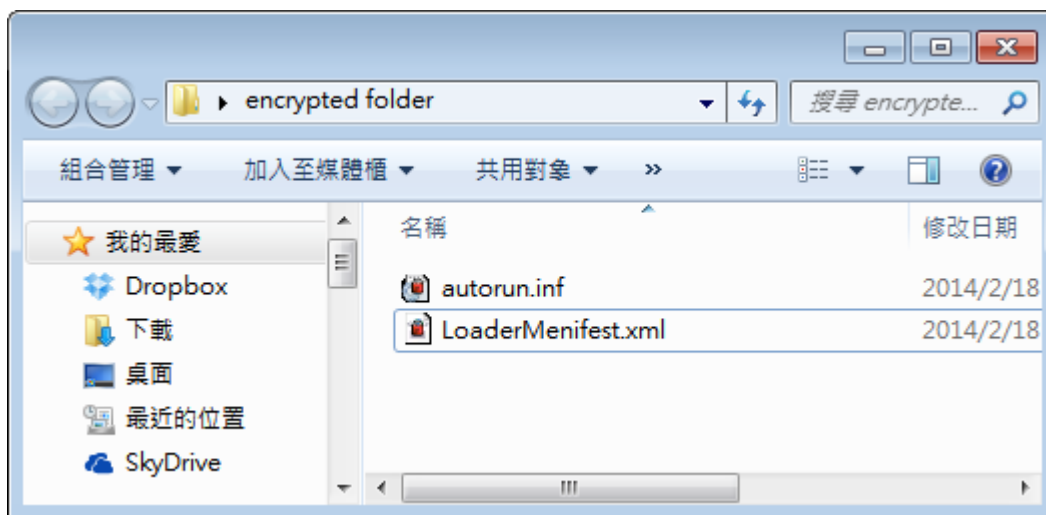 encrypted folder
搜尋 encrypte...
組合管理
加入至媒體櫃
共用對象
»
名稱
修改日期
我的最愛
Dropbox
下載
桌面
最近的位置
SkyDrive
autorun.inf
2014/2/18
LoaderMenifest.xml
2014/2/18